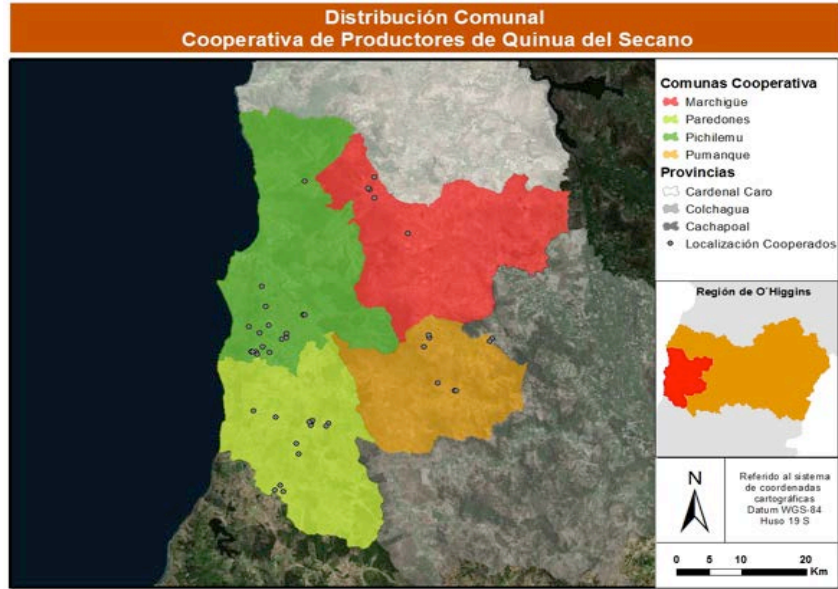 Distribución Comunal
Cooperativa de Productores de Quinua del Secano
Comunas Cooperativa
Marchigüe
Paredones
Pichilemu
Pumanque
Provincias
Cardenal Caro
Colchagua
Cachapoal
Localización Cooperados
Región de O´Higgins
N
Referido al sistema
de coordenadas
cartográficas
Datum WGS-84
Huso 19 S
0 5 10 20
Km